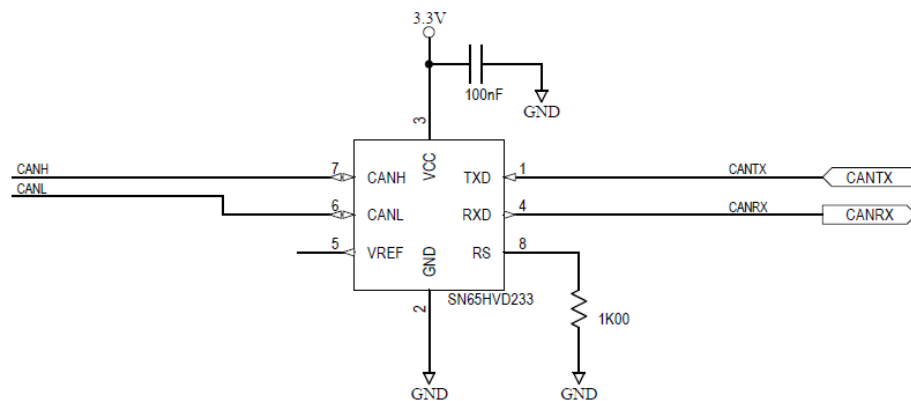 3.3V
100nF
GND
3
VCC
CANH
7
CANH
TXD
1
CANTX
CANTX
CANL
6
CANL
RXD
4
CANRX
CANRX
5
VREF
GND
RS
8
SN65HVD233
2
1K00
GND
GND